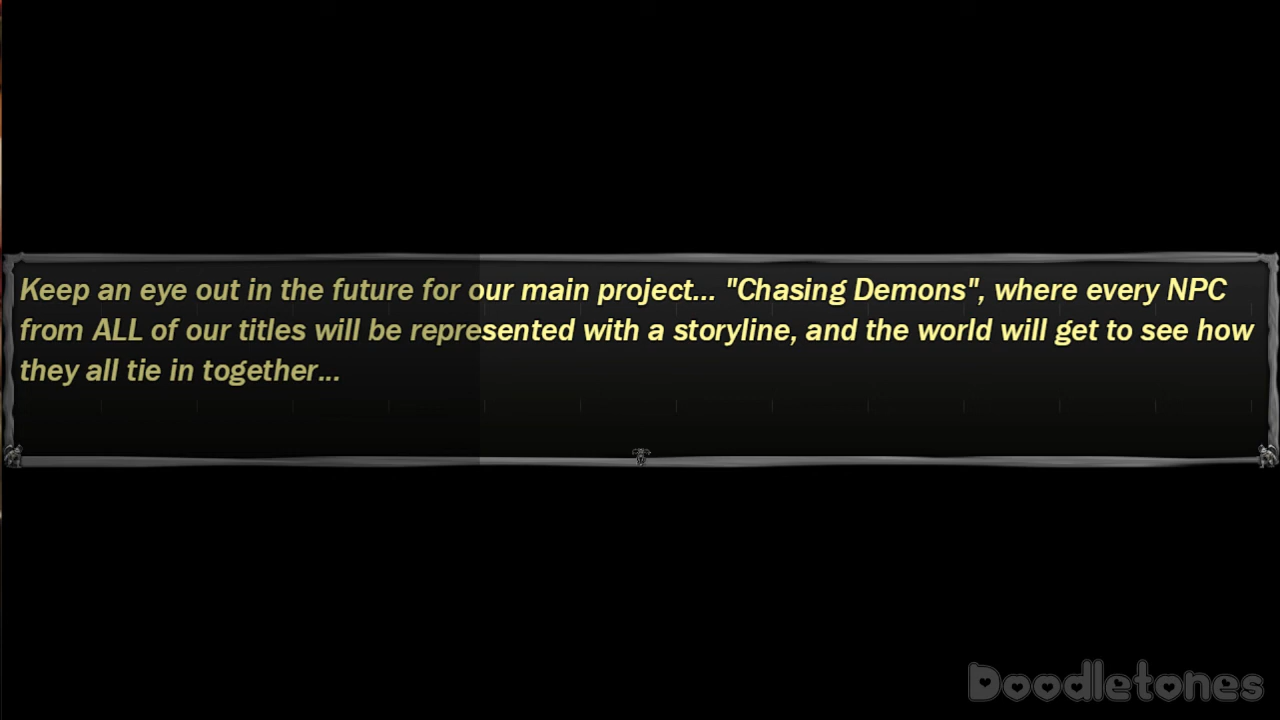 Keep an eye out in the future for our main project... "Chasing Demons", where every NPC
from ALL of our titles will be represented with a storyline, and the world will get to see how
they all tie in together...
Doodletones